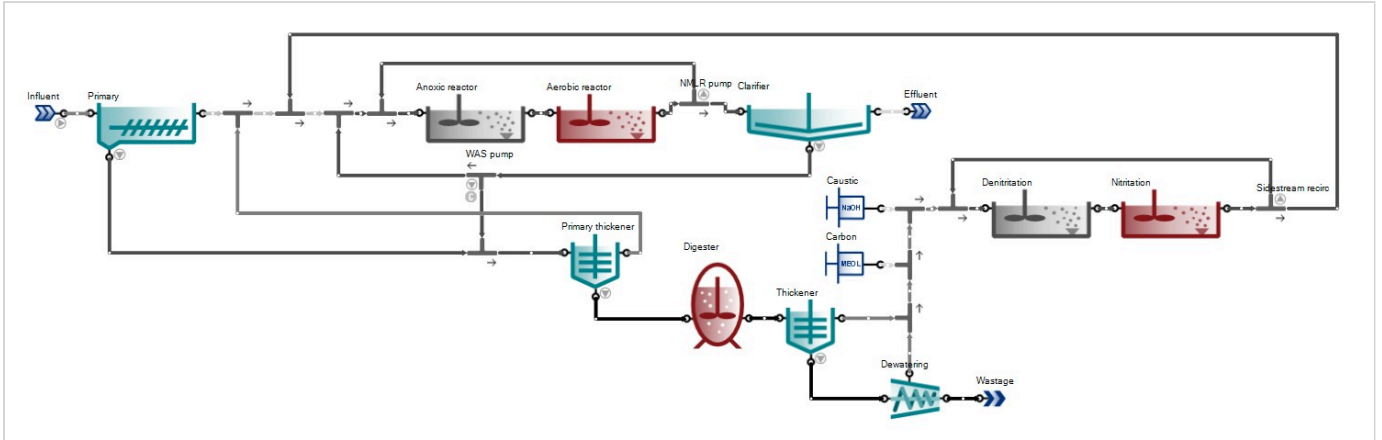 Influent
Primary
Anoxic reactor
Aerobic reactor
NMLR pump
Clarifier
Effluent
WAS pump
C
Caustic
NaOH
Denitritation
Nitritation
Sidestream recirc
Primary thickener
Carbon
MEOL
Digester
Thickener
Dewatering
Wastage